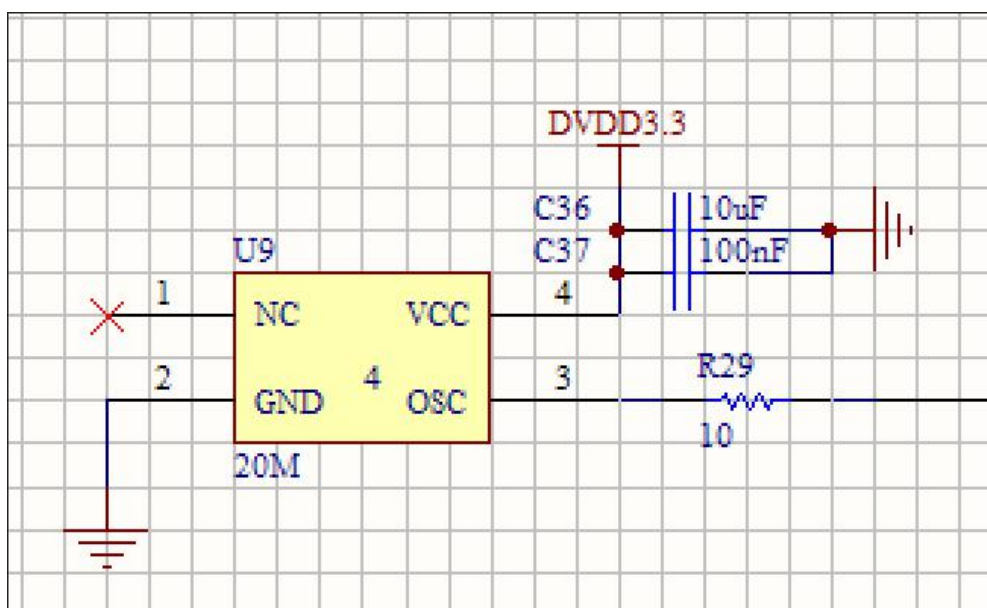 DVDD3.3
C36 10uF
C37 100nF
U9
1 NC VCC 4
2 GND 4 OSC 3
R29
10
20M